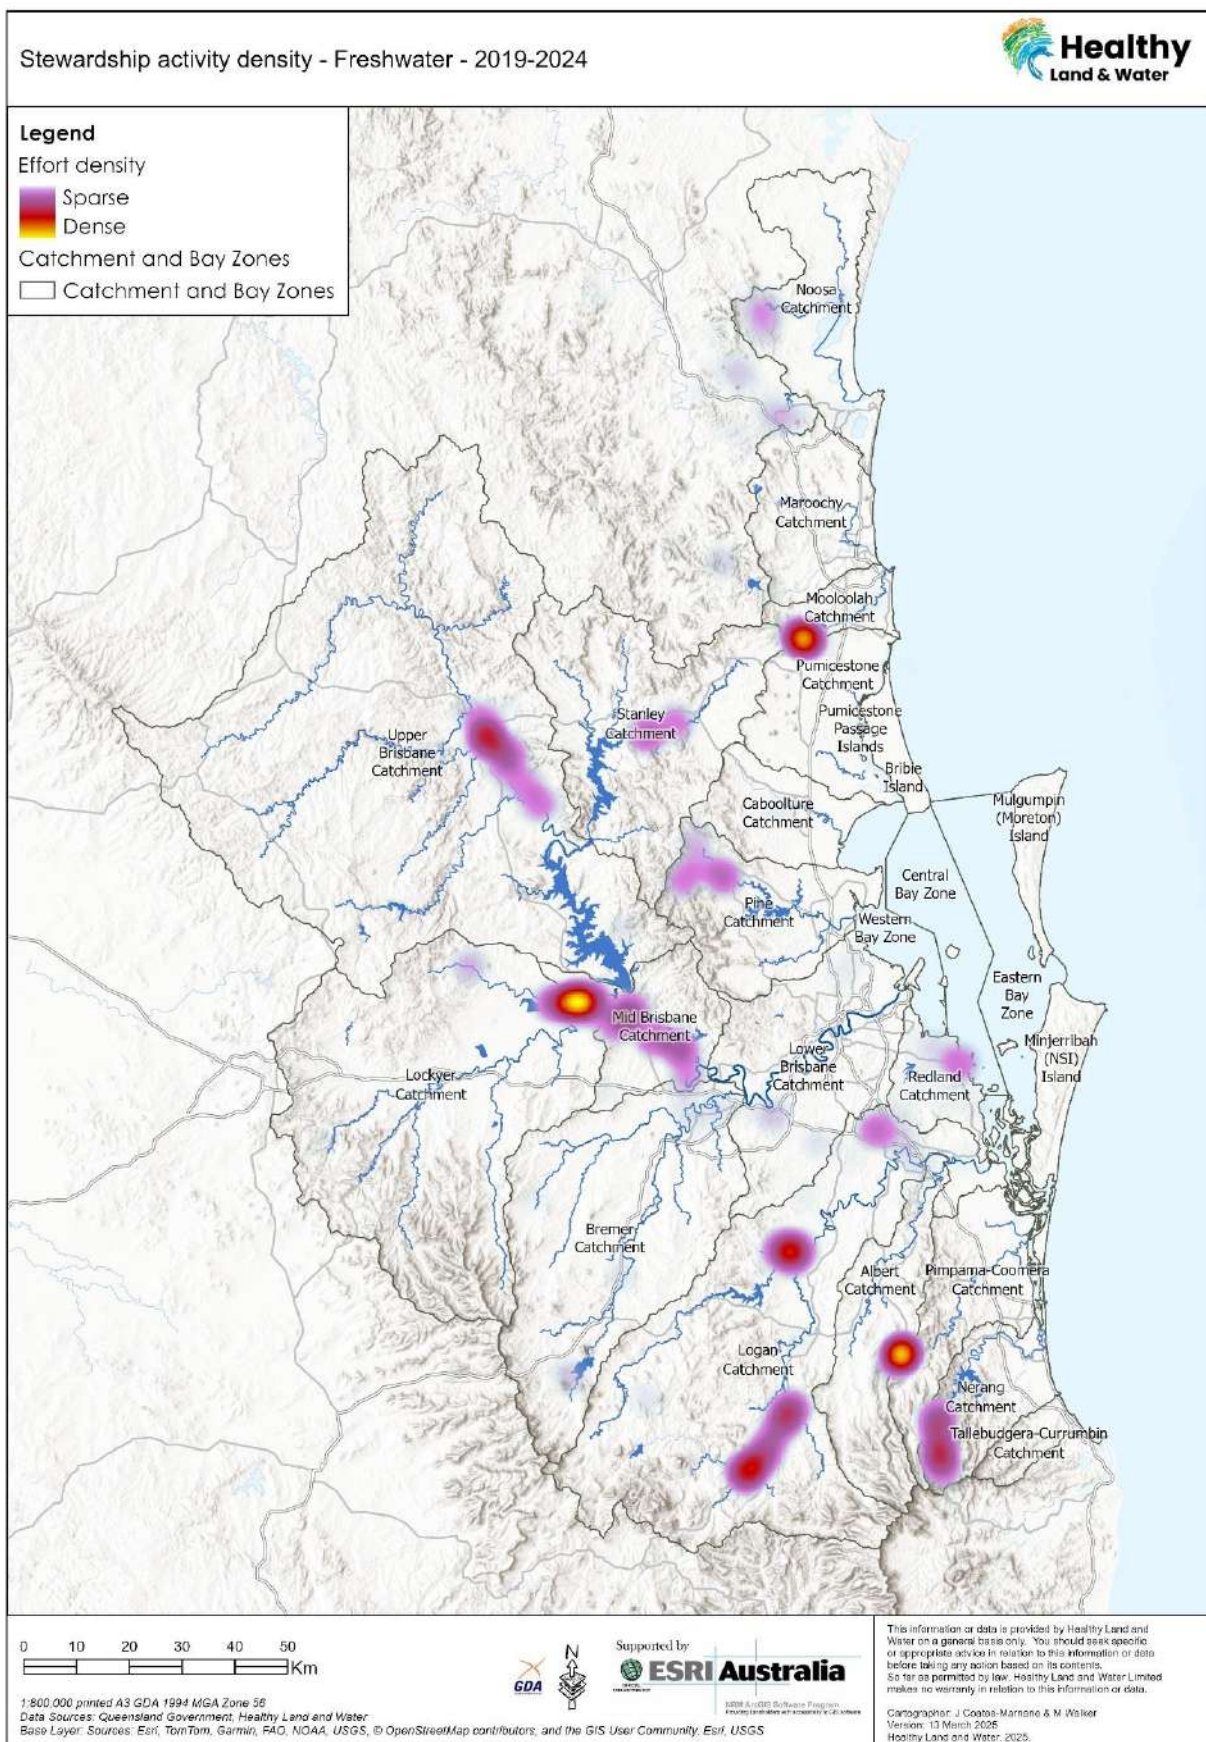 Stewardship activity density - Freshwater - 2019-2024
Healthy
Land & Water
Legend
Effort density
Sparse
Dense
Catchment and Bay Zones
Catchment and Bay Zones
Noosa
Catchment
Maroochy
Catchment
Mooloolah
Catchment
Pumicestone
Catchment
Pumicestone
Passage
Islands
Bribie
Island
Stanley
Catchment
Upper
Brisbane
Catchment
Caboolture
Catchment
Mulgumpin
(Moreton)
Island
Central
Bay Zone
Pine
Catchment
Western
Bay Zone
Eastern
Bay
Zone
Mid Brisbane
Catchment
Minjerribah
(NSI)
Island
Lower
Brisbane
Catchment
Redland
Catchment
Lockyer
Catchment
Bremer
Catchment
Albert
Catchment
Pimpama-Coomera
Catchment
Logan
Catchment
Nerang
Catchment
Tallebudgera-Currumbin
Catchment
0 10 20 30 40 50
Km
1:800,000 printed A3 GDA 1994 MGA Zone 56
Data Sources: Queensland Government, Healthy Land and Water
Base Layer: Sources: Esri, TomTom, Garmin, FAO, NOAA, USGS, © OpenStreetMap contributors, and the GIS User Community, Esri, USGS
GDA
N
Supported by
ESRI Australia
This information or data is provided by Healthy Land and
Water on a general basis only. You should seek specific
or appropriate advice in relation to this information or data
before taking any action based on its contents.
So far as permitted by law, Healthy Land and Water Limited
makes no warranty in relation to this information or data.
Cartographer: J Coates-Marnane & M Walker
Version: 13 March 2025
Healthy Land and Water, 2025.